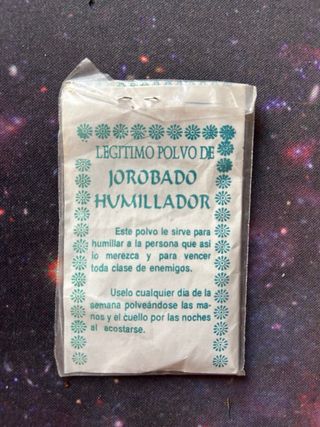 LEGITIMO POLVO DE
JOROBADO
HUMILLADOR
Este polvo le sirve para
humillar a la persona que asi
lo merezca y para vencer
toda clase de enemigos.
Uselo cualquier dia de la
semana polveándose las ma-
nos y el cuello por las noches
al acostarse.